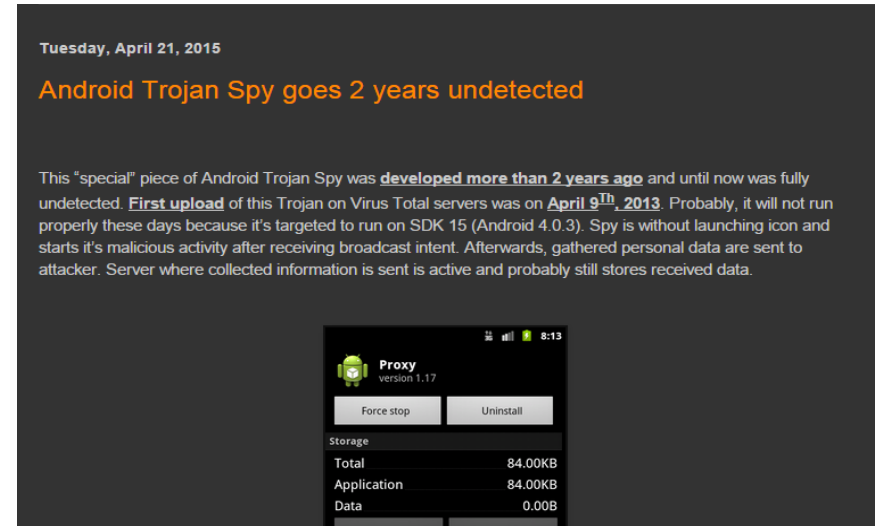 Tuesday, April 21, 2015
Android Trojan Spy goes 2 years undetected
This “special” piece of Android Trojan Spy was developed more than 2 years ago and until now was fully
undetected. First upload of this Trojan on Virus Total servers was on April 9Th, 2013. Probably, it will not run
properly these days because it's targeted to run on SDK 15 (Android 4.0.3). Spy is without launching icon and
starts it's malicious activity after receiving broadcast intent. Afterwards, gathered personal data are sent to
attacker. Server where collected information is sent is active and probably still stores received data.
8:13
Proxy
version 1.17
Force stop Uninstall
Storage
Total 84.00KB
Application 84.00KB
Data 0.00B